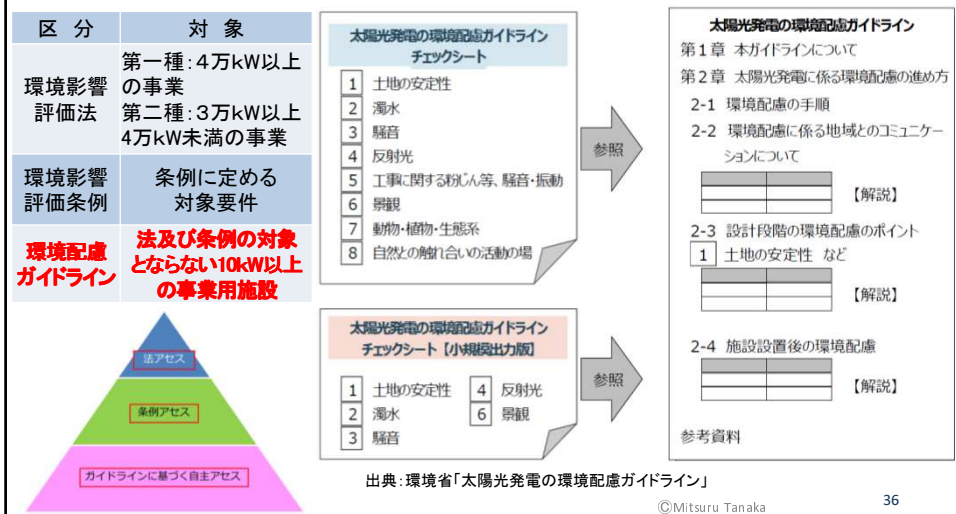 区 分
対 象
環境影響
評価法
第一種:4万kW以上
の事業
第二種:3万kW以上
4万kW未満の事業
環境影響
評価条例
条例に定める
対象要件
環境配慮
ガイドライン
法及び条例の対象
とならない10kW以上
の事業用施設
法アセス
条例アセス
ガイドラインに基づく自主アセス
太陽光発電の環境配慮ガイドライン
チェックシート
1 土地の安定性
2 濁水
3 騒音
4 反射光
5 工事に関する粉じん等、騒音・振動
6 景観
7 動物・植物・生態系
8 自然との触れ合いの活動の場
参照
太陽光発電の環境配慮ガイドライン
チェックシート【小規模出力版】
1 土地の安定性 4 反射光
2 濁水 6 景観
3 騒音
参照
太陽光発電の環境配慮ガイドライン
第1章 本ガイドラインについて
第2章 太陽光発電に係る環境配慮の進め方
2-1 環境配慮の手順
2-2 環境配慮に係る地域とのコミュニケー
ションについて
【解説】
2-3 設計段階の環境配慮のポイント
1 土地の安定性 など
【解説】
2-4 施設設置後の環境配慮
【解説】
参考資料
出典:環境省「太陽光発電の環境配慮ガイドライン」
©Mitsuru Tanaka
36